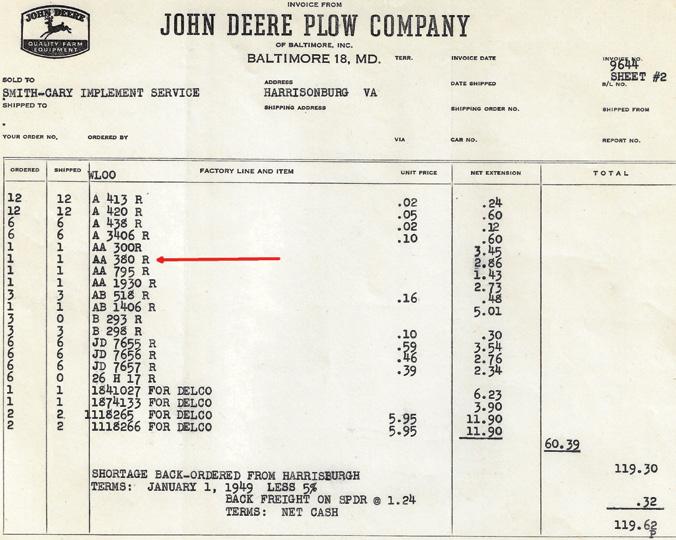 INVOICE FROM
JOHN DEERE
QUALITY FARM
EQUIPMENT
JOHN DEERE PLOW COMPANY
OF BALTIMORE, INC.
BALTIMORE 18, MD. TERR. INVOICE DATE INVOICE NO.
9644
SHEET #2
SOLD TO ADDRESS DATE SHIPPED B/L NO.
SMITH-CARY IMPLEMENT SERVICE HARRISONBURG VA
SHIPPED TO SHIPPING ADDRESS SHIPPING ORDER NO. SHIPPED FROM
YOUR ORDER NO. ORDERED BY VIA CAR NO. REPORT NO.
ORDERED SHIPPED FACTORY LINE AND ITEM UNIT PRICE NET EXTENSION TOTAL
WLOO
12 12 A 413 R .02 .24
12 12 A 420 R .05 .60
6 6 A 438 R .02 .12
6 6 A 3406 R .10 .60
1 1 AA 300R 3.45
1 1 AA 380 R 2.86
1 1 AA 795 R 1.43
1 1 AA 1930 R 2.73
3 3 AB 518 R .16 .48
1 1 AB 1406 R 5.01
3 0 B 293 R
3 3 B 298 R .10 .30
6 6 JD 7655 R .59 3.54
6 6 JD 7656 R .46 2.76
6 6 JD 7657 R .39 2.34
6 0 26 H 17 R
1 1 1841027 FOR DELCO 6.23
1 1 1874133 FOR DELCO 3.90
2 2 1118265 FOR DELCO 5.95 11.90
2 2 1118266 FOR DELCO 5.95 11.90
60.39
119.30
SHORTAGE BACK-ORDERED FROM HARRISBURGH
TERMS: JANUARY 1, 1949 LESS 5%
BACK FREIGHT ON SPDR @ 1.24 .32
TERMS: NET CASH
119.62